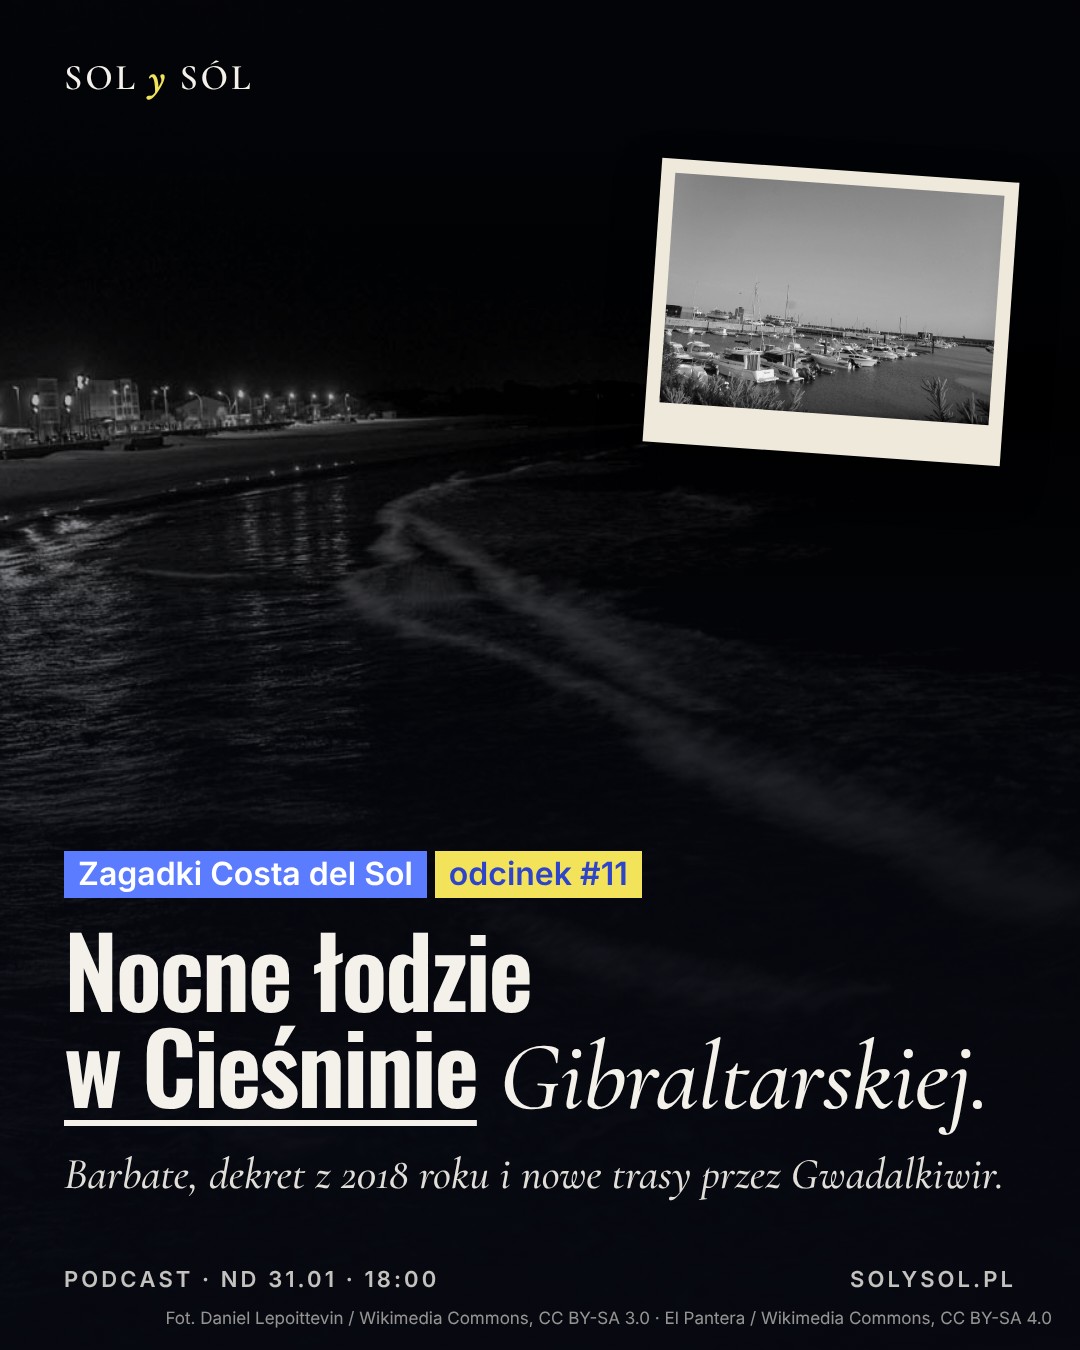 SOL y SÓL
Zagadki Costa del Sol odcinek #11
Nocne łodzie
w Cieśninie Gibraltarskiej.
Barbate, dekret z 2018 roku i nowe trasy przez Gwadalkiwir.
PODCAST · ND 31.01 · 18:00 SOLYSOL.PL
Fot. Daniel Lepoittevin / Wikimedia Commons, CC BY-SA 3.0 · El Pantera / Wikimedia Commons, CC BY-SA 4.0